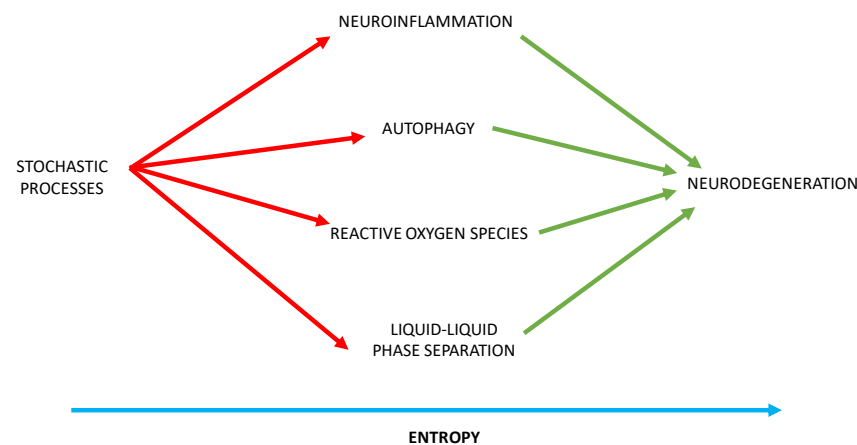 NEUROINFLAMMATION
AUTOPHAGY
STOCHASTIC
PROCESSES
NEURODEGENERATION
REACTIVE OXYGEN SPECIES
LIQUID-LIQUID
PHASE SEPARATION
ENTROPY